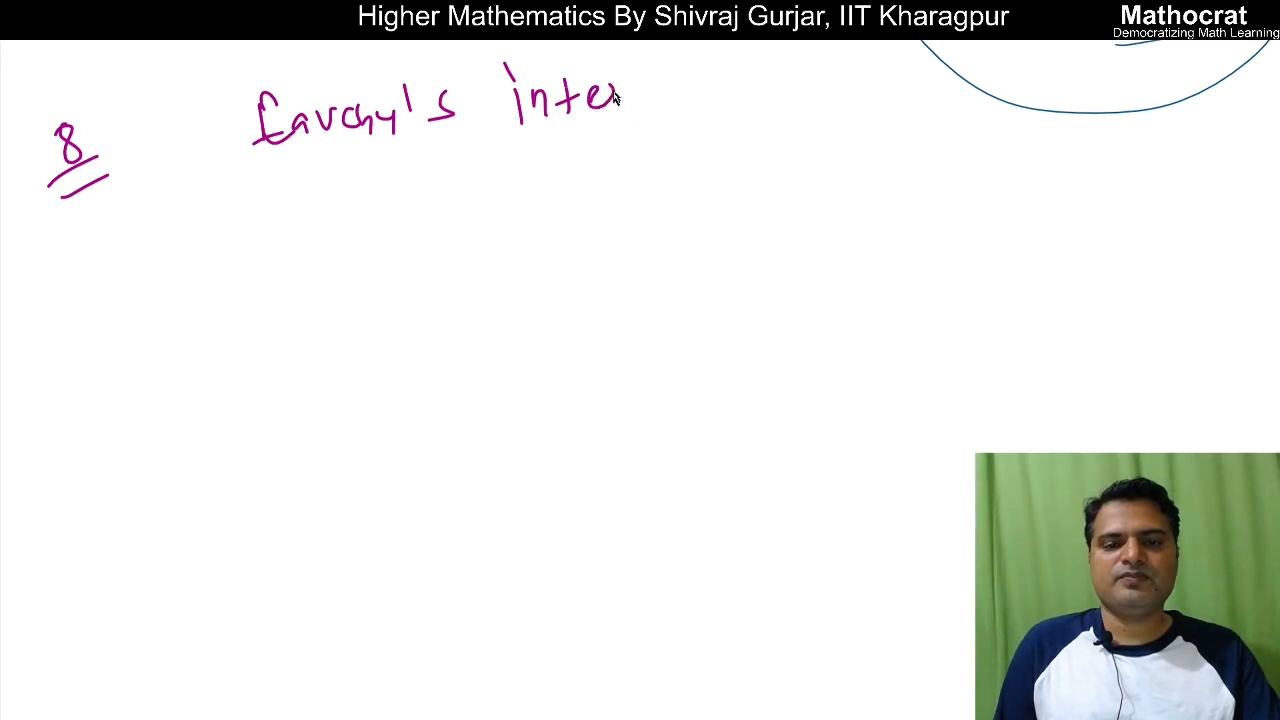 Higher Mathematics By Shivraj Gurjar, IIT Kharagpur
Mathocrat
Democratizing Math Learning
8
Cauchy's inte